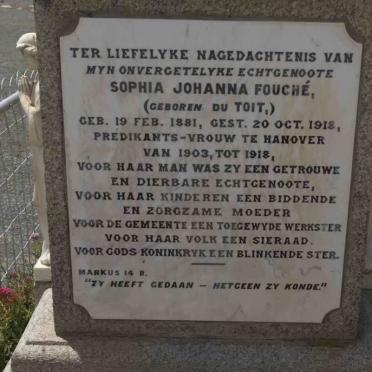 TER LIEFELYKE NAGEDACHTENIS VAN
MYN ONVERGETELYKE ECHTGENOOTE
SOPHIA JOHANNA FOUCHÉ,
(GEBOREN DU TOIT,)
GEB. 19 FEB. 1881, GEST. 20 OCT. 1918,
PREDIKANTS-VROUW TE HANOVER
VAN 1903, TOT 1918,
VOOR HAAR MAN WAS ZY EEN GETROUWE
EN DIERBARE ECHTGENOOTE,
VOOR HAAR KINDEREN EEN BIDDENDE
EN ZORGZAME MOEDER
VOOR DE GEMEENTE EEN TOEGEWYDE WERKSTER
VOOR HAAR VOLK EEN SIERAAD.
VOOR GODS KONINKRYK EEN BLINKENDE STER.
MARKUS 14 8.
"ZY HEEFT GEDAAN — HETGEEN ZY KONDE."